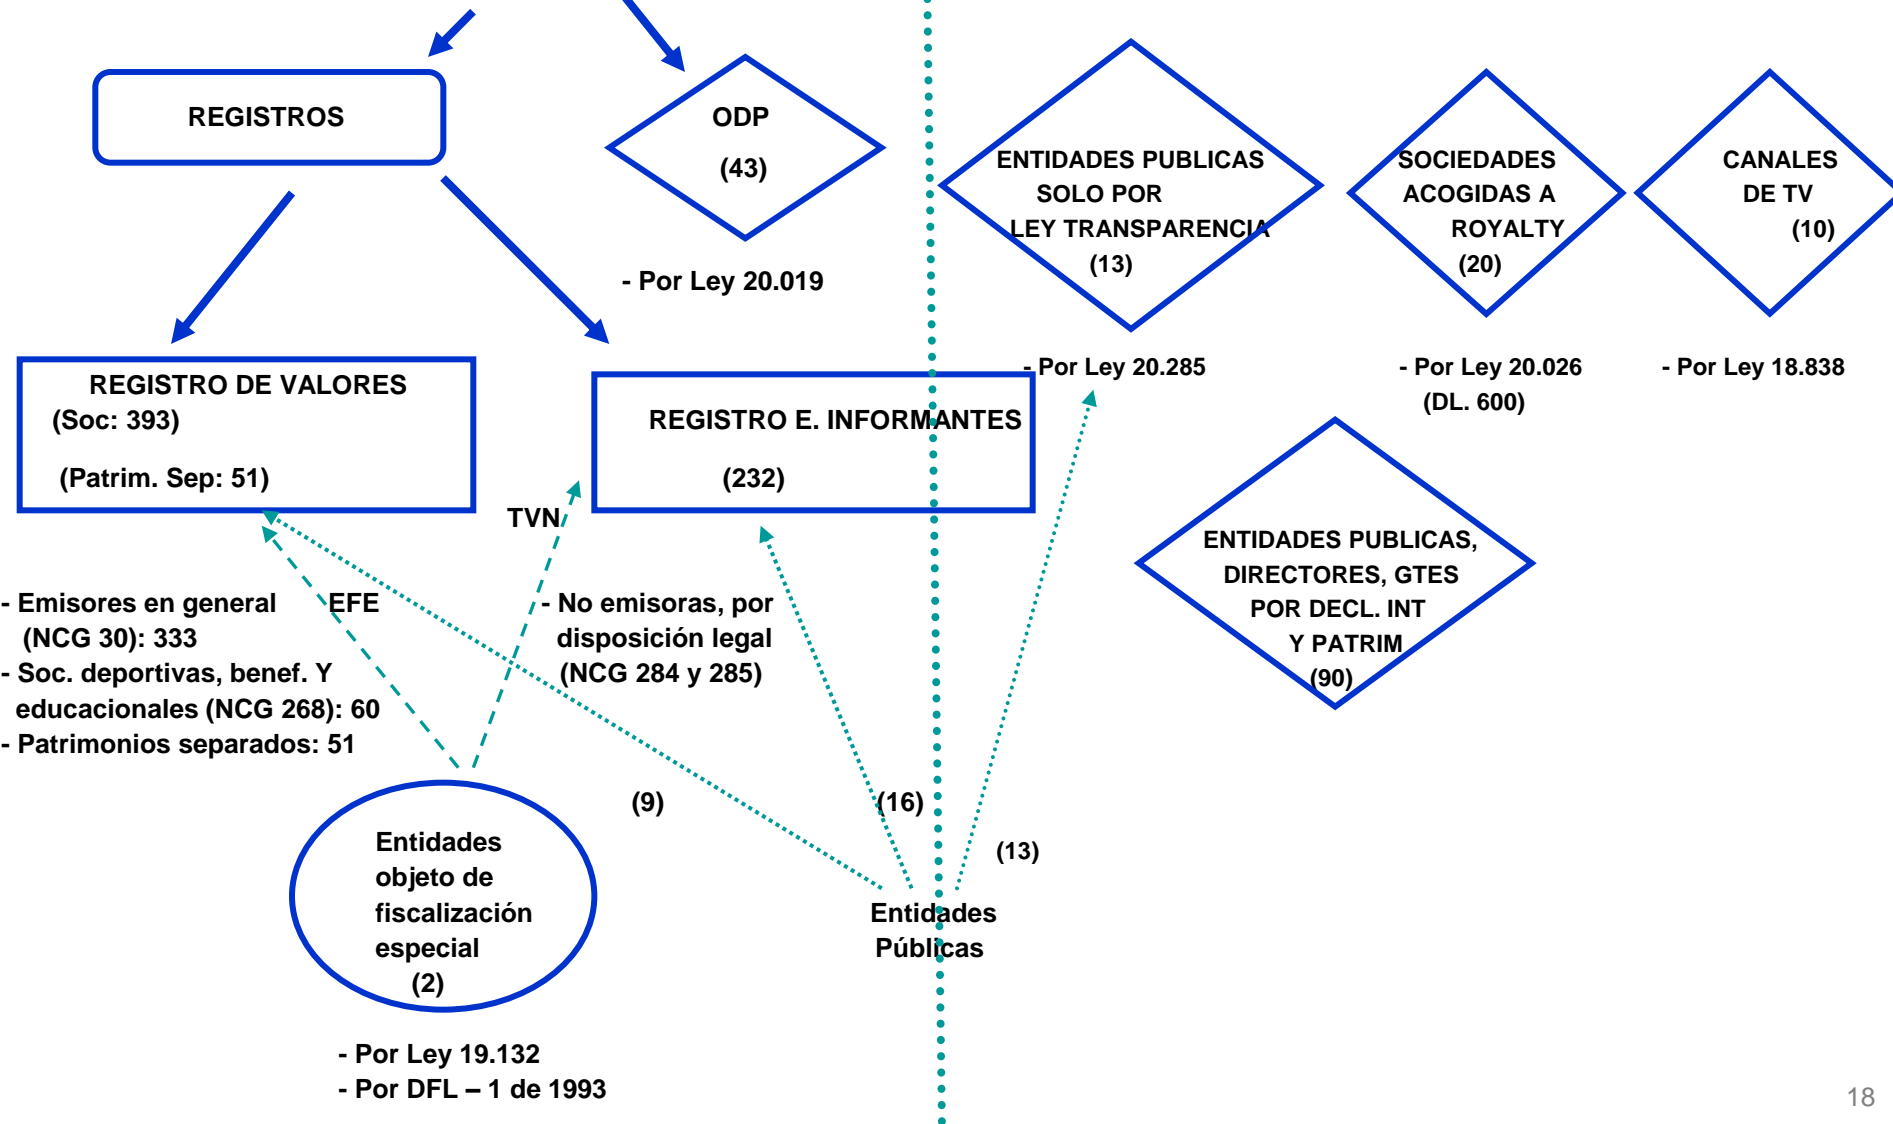 REGISTROS
ODP
(43)
- Por Ley 20.019
ENTIDADES PUBLICAS
SOLO POR
LEY TRANSPARENCIA
(13)
- Por Ley 20.285
SOCIEDADES
ACOGIDAS A
ROYALTY
(20)
- Por Ley 20.026
(DL. 600)
CANALES
DE TV
(10)
- Por Ley 18.838
REGISTRO DE VALORES
(Soc: 393)
(Patrim. Sep: 51)
REGISTRO E. INFORMANTES
(232)
TVN
EFE
- Emisores en general
(NCG 30): 333
- Soc. deportivas, benef. Y
educacionales (NCG 268): 60
- Patrimonios separados: 51
- No emisoras, por
disposición legal
(NCG 284 y 285)
ENTIDADES PUBLICAS,
DIRECTORES, GTES
POR DECL. INT
Y PATRIM
(90)
(9)
(16)
(13)
Entidades
objeto de
fiscalización
especial
(2)
Entidades
Públicas
- Por Ley 19.132
- Por DFL – 1 de 1993
18